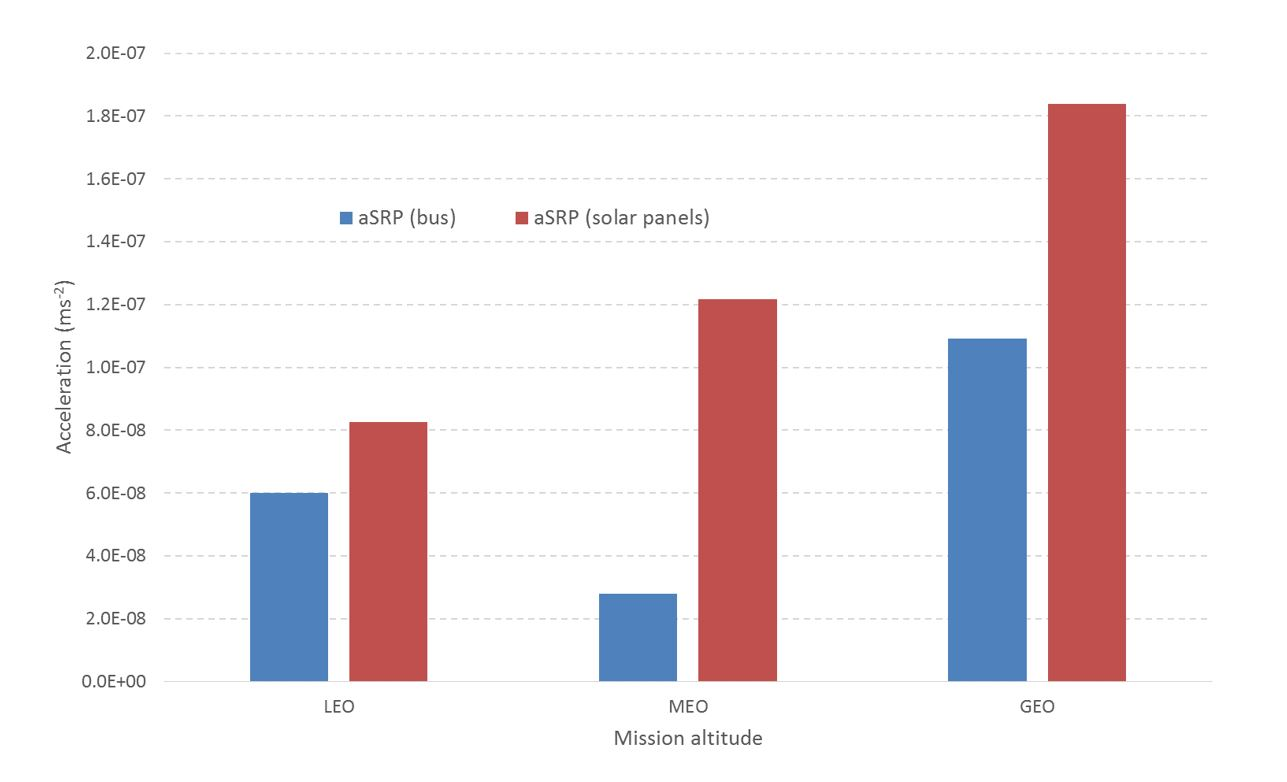 2.0E-07
1.8E-07
1.6E-07
aSRP (bus) aSRP (solar panels)
1.4E-07
1.2E-07
1.0E-07
8.0E-08
6.0E-08
4.0E-08
2.0E-08
0.0E+00
Acceleration (ms⁻²)
LEO MEO GEO
Mission altitude